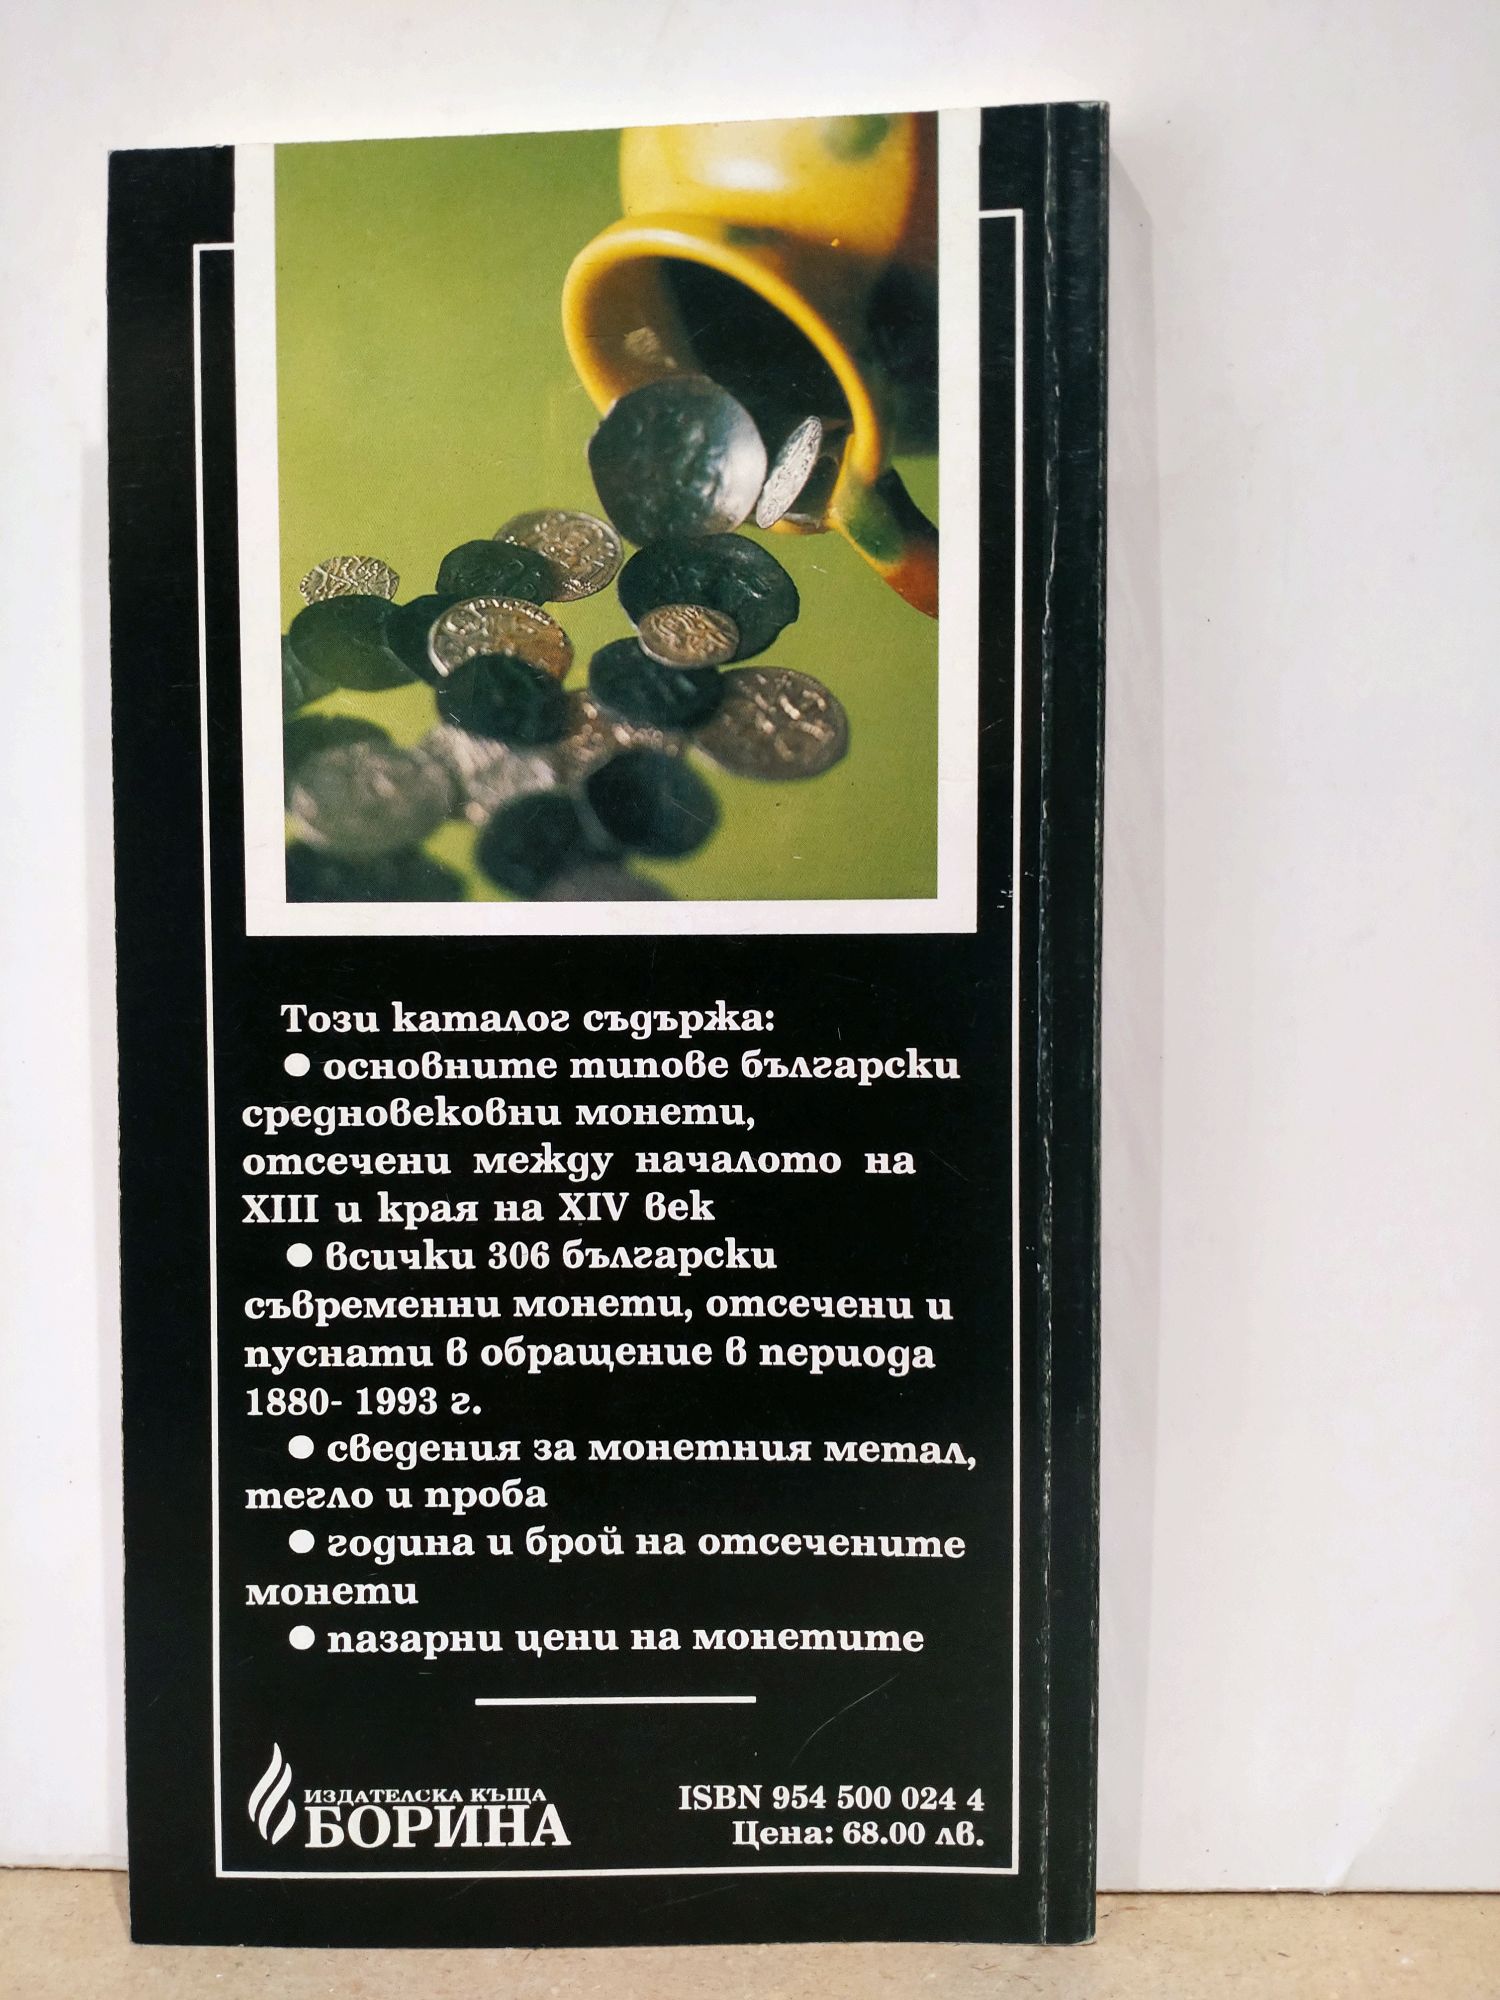 Този каталог съдържа:
● основните типове български
средновековни монети,
отсечени между началото на
XIII и края на XIV век
● всички 306 български
съвременни монети, отсечени и
пуснати в обращение в периода
1880- 1993 г.
● сведения за монетния метал,
тегло и проба
● година и брой на отсечените
монети
● пазарни цени на монетите
ИЗДАТЕЛСКА КЪЩА
БОРИНА
ISBN 954 500 024 4
Цена: 68.00 лв.